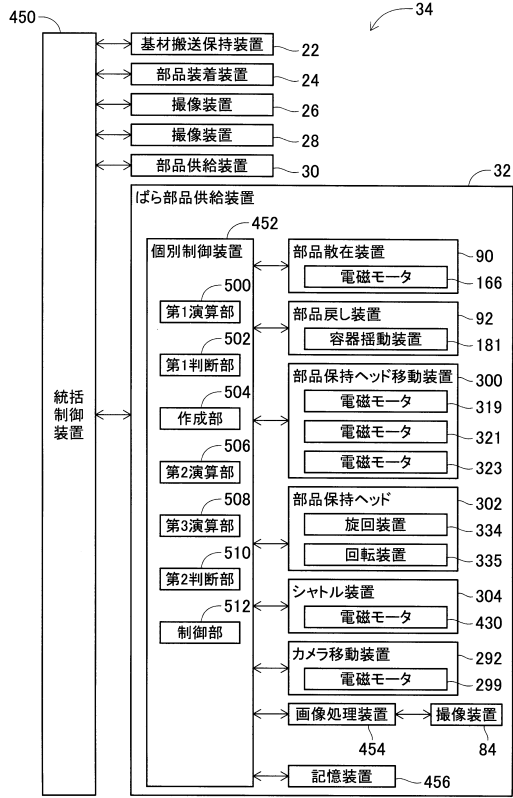 450
34
基材搬送保持装置
22
部品装着装置
24
撮像装置
26
撮像装置
28
部品供給装置
30
32
ばら部品供給装置
452
個別制御装置
部品散在装置
90
電磁モータ
166
500
第1演算部
部品戻し装置
92
容器揺動装置
181
502
第1判断部
部品保持ヘッド移動装置
300
電磁モータ
319
504
作成部
電磁モータ
321
統括
制御
装置
506
第2演算部
電磁モータ
323
508
第3演算部
部品保持ヘッド
302
旋回装置
334
510
第2判断部
回転装置
335
512
制御部
シャトル装置
304
電磁モータ
430
カメラ移動装置
292
電磁モータ
299
画像処理装置
撮像装置
454
84
記憶装置
456